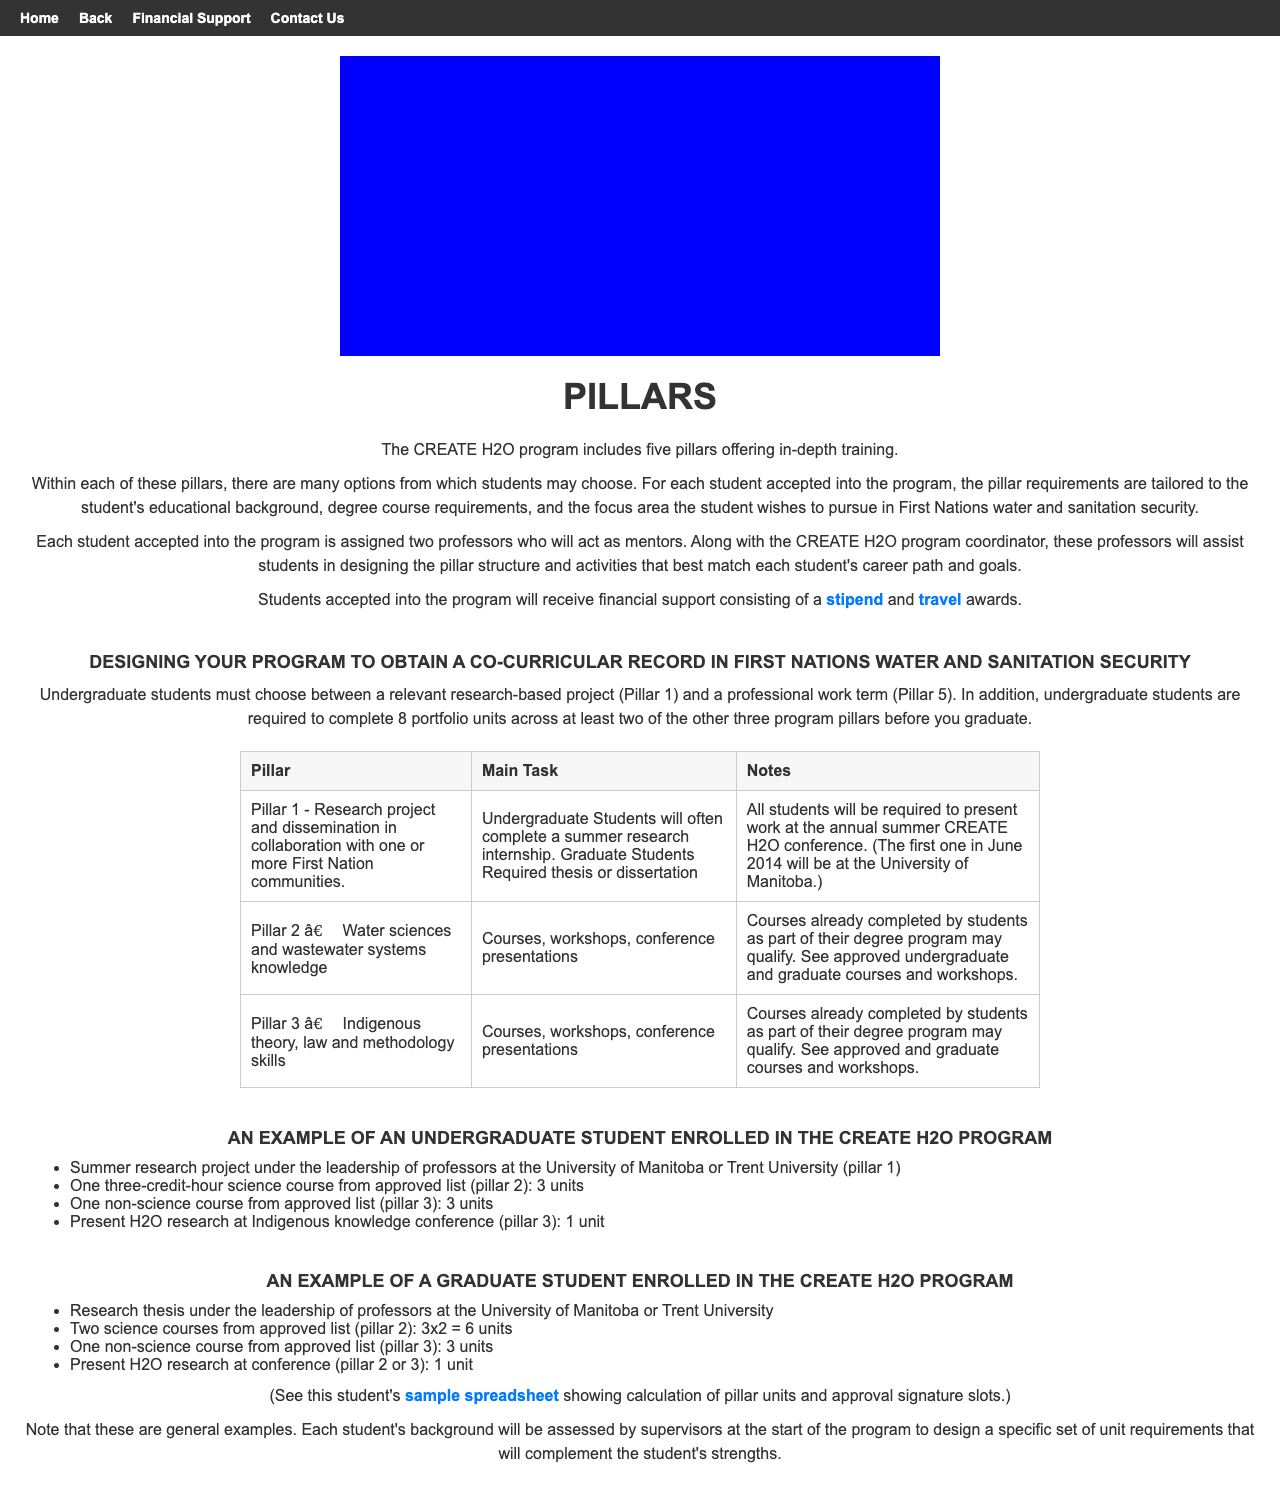 Home Back Financial Support Contact Us
PILLARS
The CREATE H2O program includes five pillars offering in-depth training.
Within each of these pillars, there are many options from which students may choose. For each student accepted into the program, the pillar requirements are tailored to the
student's educational background, degree course requirements, and the focus area the student wishes to pursue in First Nations water and sanitation security.
Each student accepted into the program is assigned two professors who will act as mentors. Along with the CREATE H2O program coordinator, these professors will assist
students in designing the pillar structure and activities that best match each student's career path and goals.
Students accepted into the program will receive financial support consisting of a stipend and travel awards.
DESIGNING YOUR PROGRAM TO OBTAIN A CO-CURRICULAR RECORD IN FIRST NATIONS WATER AND SANITATION SECURITY
Undergraduate students must choose between a relevant research-based project (Pillar 1) and a professional work term (Pillar 5). In addition, undergraduate students are
required to complete 8 portfolio units across at least two of the other three program pillars before you graduate.
Pillar Main Task Notes
Pillar 1 - Research project
and dissemination in
collaboration with one or
more First Nation
communities.
Undergraduate Students will often
complete a summer research
internship. Graduate Students
Required thesis or dissertation
All students will be required to present
work at the annual summer CREATE
H2O conference. (The first one in June
2014 will be at the University of
Manitoba.)
Pillar 2 â€ Water sciences
and wastewater systems
knowledge
Courses, workshops, conference
presentations
Courses already completed by students
as part of their degree program may
qualify. See approved undergraduate
and graduate courses and workshops.
Pillar 3 â€ Indigenous
theory, law and methodology
skills
Courses, workshops, conference
presentations
Courses already completed by students
as part of their degree program may
qualify. See approved and graduate
courses and workshops.
AN EXAMPLE OF AN UNDERGRADUATE STUDENT ENROLLED IN THE CREATE H2O PROGRAM
• Summer research project under the leadership of professors at the University of Manitoba or Trent University (pillar 1)
• One three-credit-hour science course from approved list (pillar 2): 3 units
• One non-science course from approved list (pillar 3): 3 units
• Present H2O research at Indigenous knowledge conference (pillar 3): 1 unit
AN EXAMPLE OF A GRADUATE STUDENT ENROLLED IN THE CREATE H2O PROGRAM
• Research thesis under the leadership of professors at the University of Manitoba or Trent University
• Two science courses from approved list (pillar 2): 3x2 = 6 units
• One non-science course from approved list (pillar 3): 3 units
• Present H2O research at conference (pillar 2 or 3): 1 unit
(See this student's sample spreadsheet showing calculation of pillar units and approval signature slots.)
Note that these are general examples. Each student's background will be assessed by supervisors at the start of the program to design a specific set of unit requirements that
will complement the student's strengths.